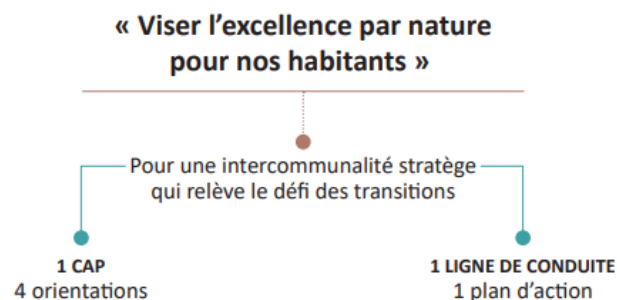 « Viser l’excellence par nature
pour nos habitants »
Pour une intercommunalité stratège
qui relève le défi des transitions
1 CAP
4 orientations
1 LIGNE DE CONDUITE
1 plan d’action